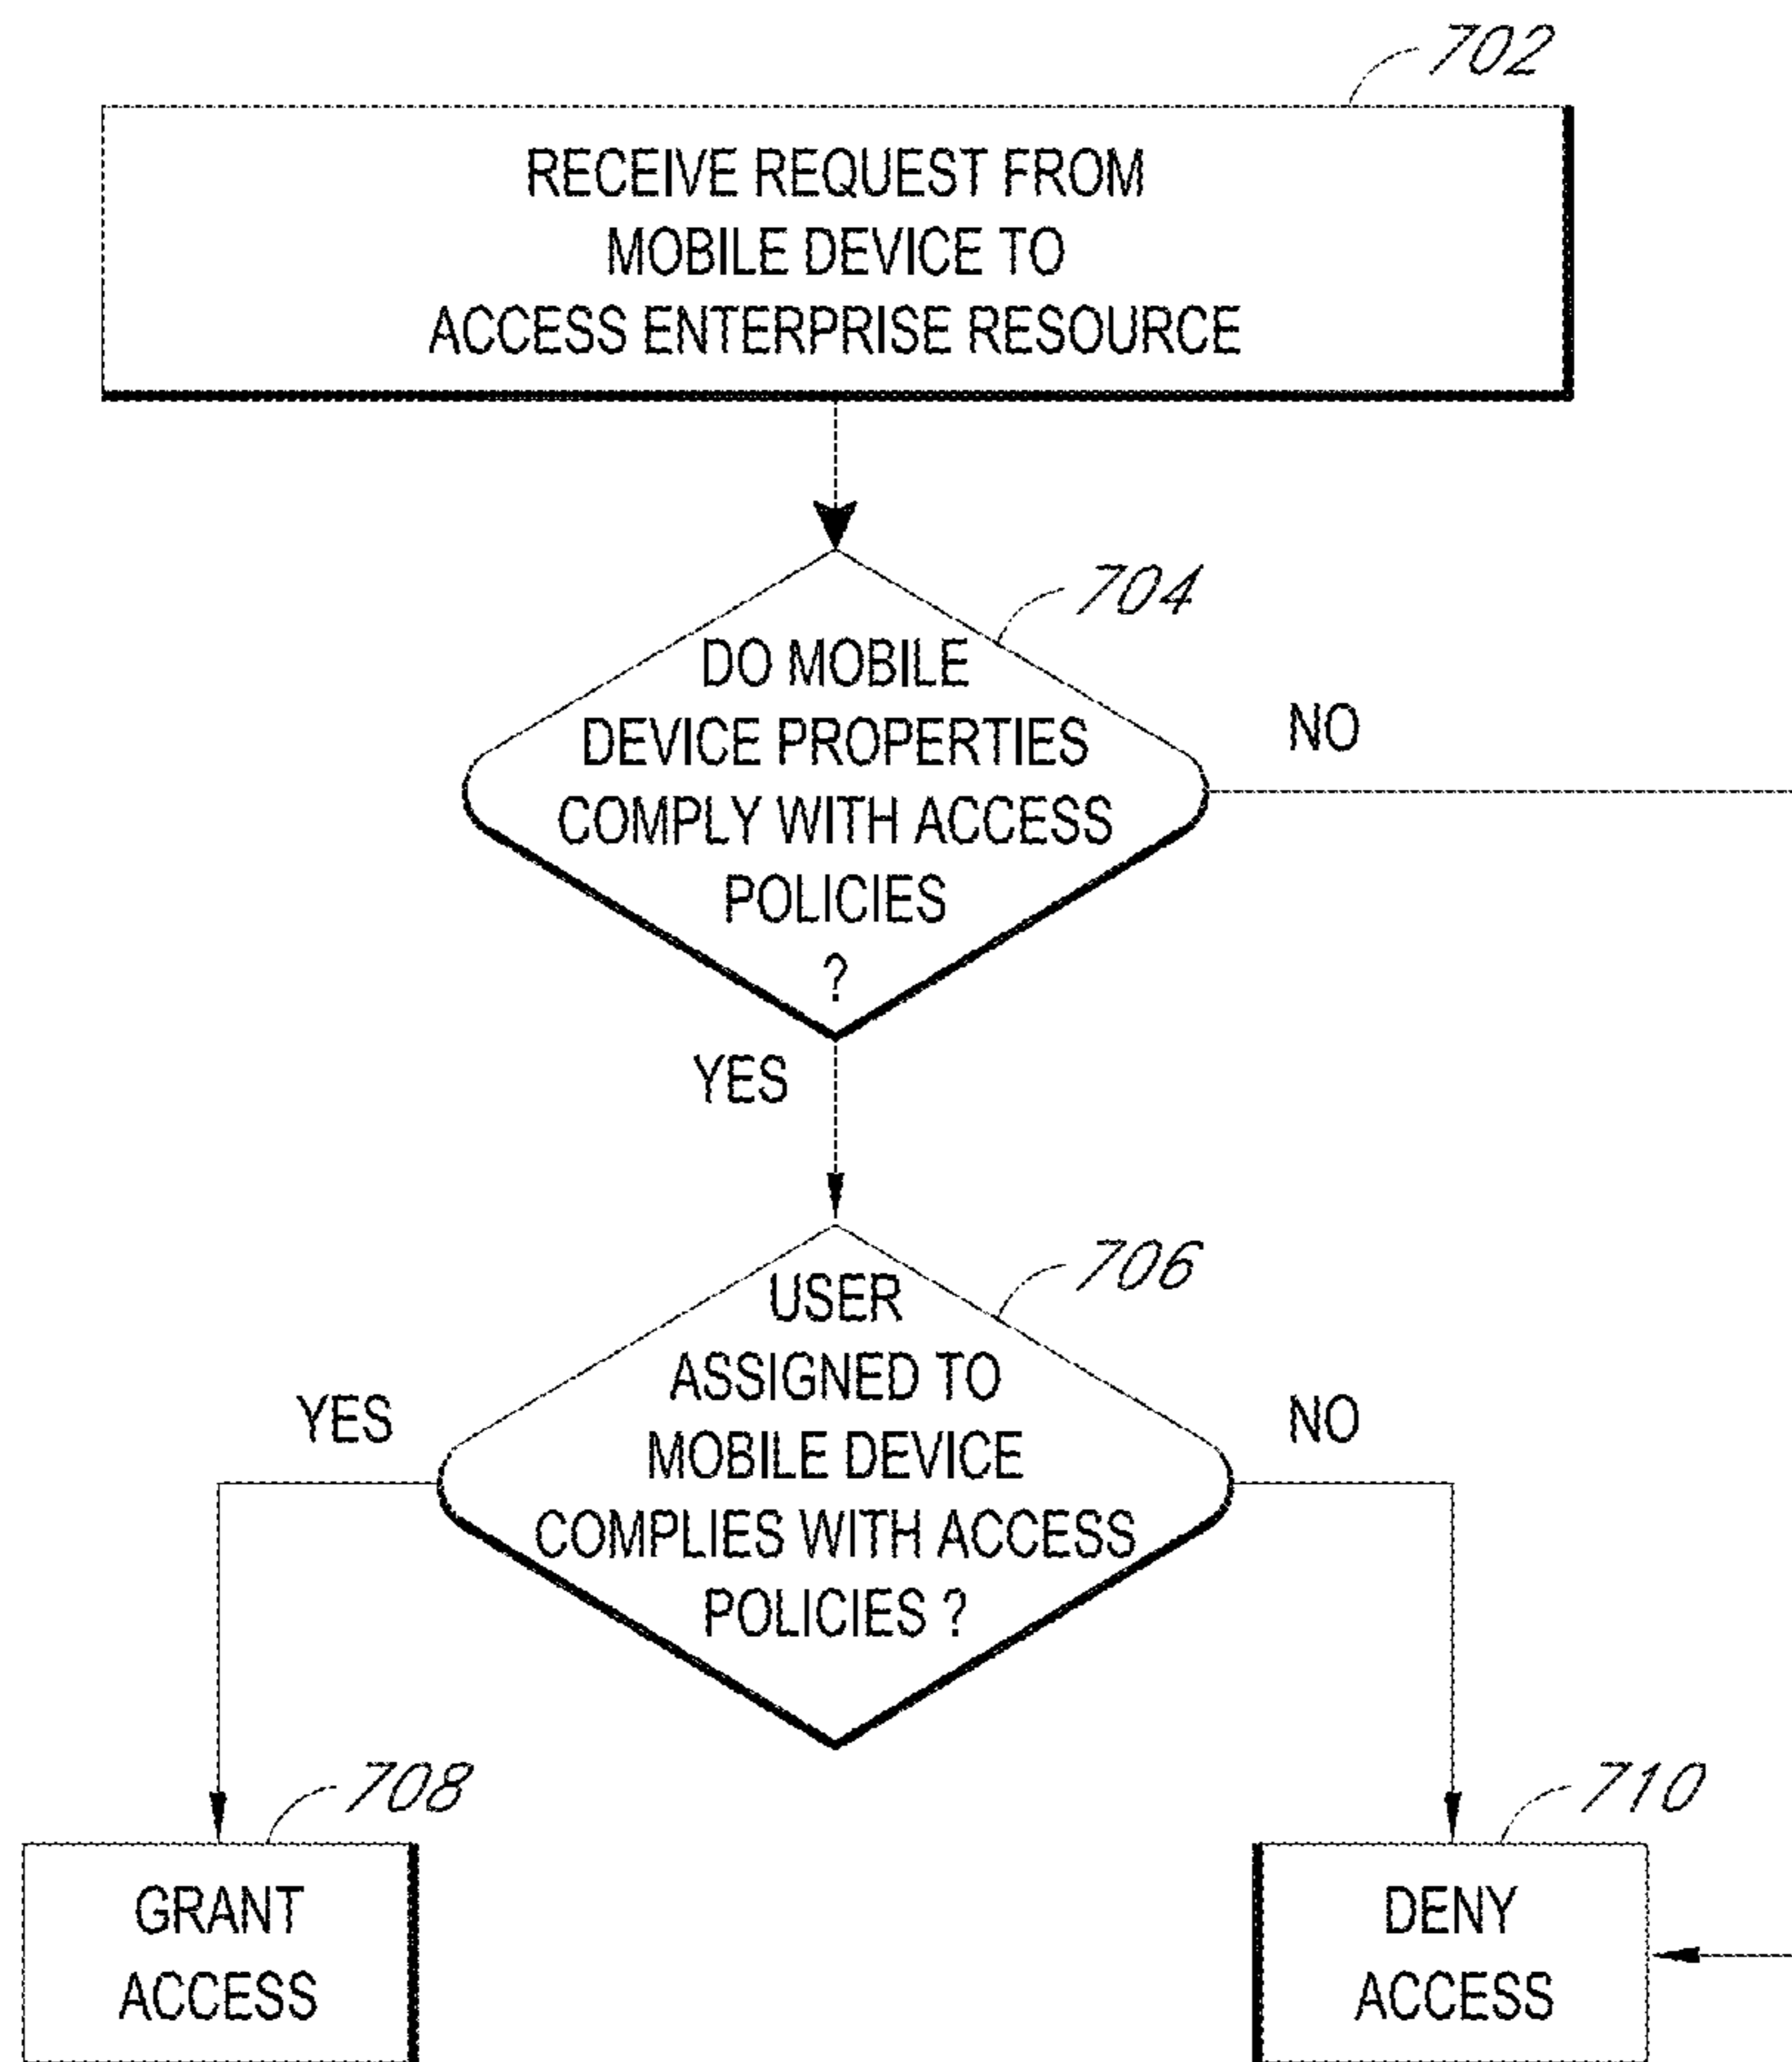 702
RECEIVE REQUEST FROM
MOBILE DEVICE TO
ACCESS ENTERPRISE RESOURCE
704
DO MOBILE
DEVICE PROPERTIES
COMPLY WITH ACCESS
POLICIES
?
NO
YES
706
USER
ASSIGNED TO
MOBILE DEVICE
COMPLIES WITH ACCESS
POLICIES ?
YES
NO
708
GRANT
ACCESS
710
DENY
ACCESS